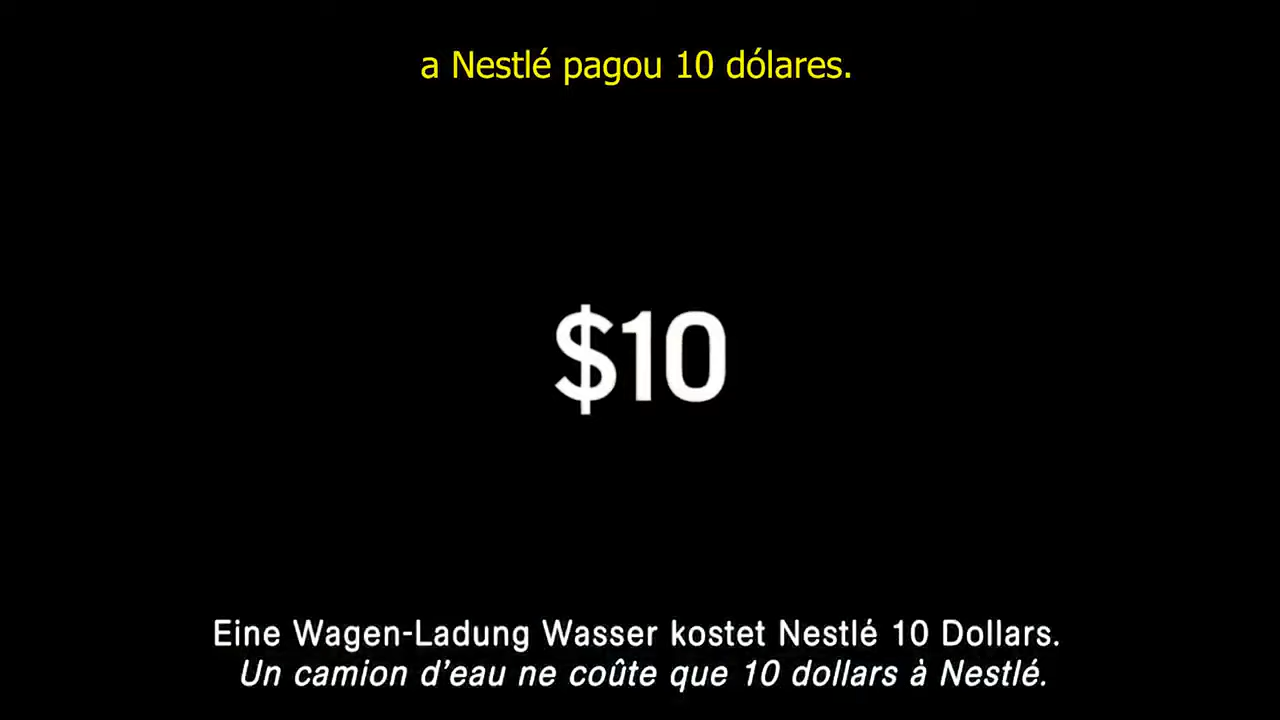 a Nestlé pagou 10 dólares.
$10
Eine Wagen-Ladung Wasser kostet Nestlé 10 Dollars.
Un camion d’eau ne coûte que 10 dollars à Nestlé.